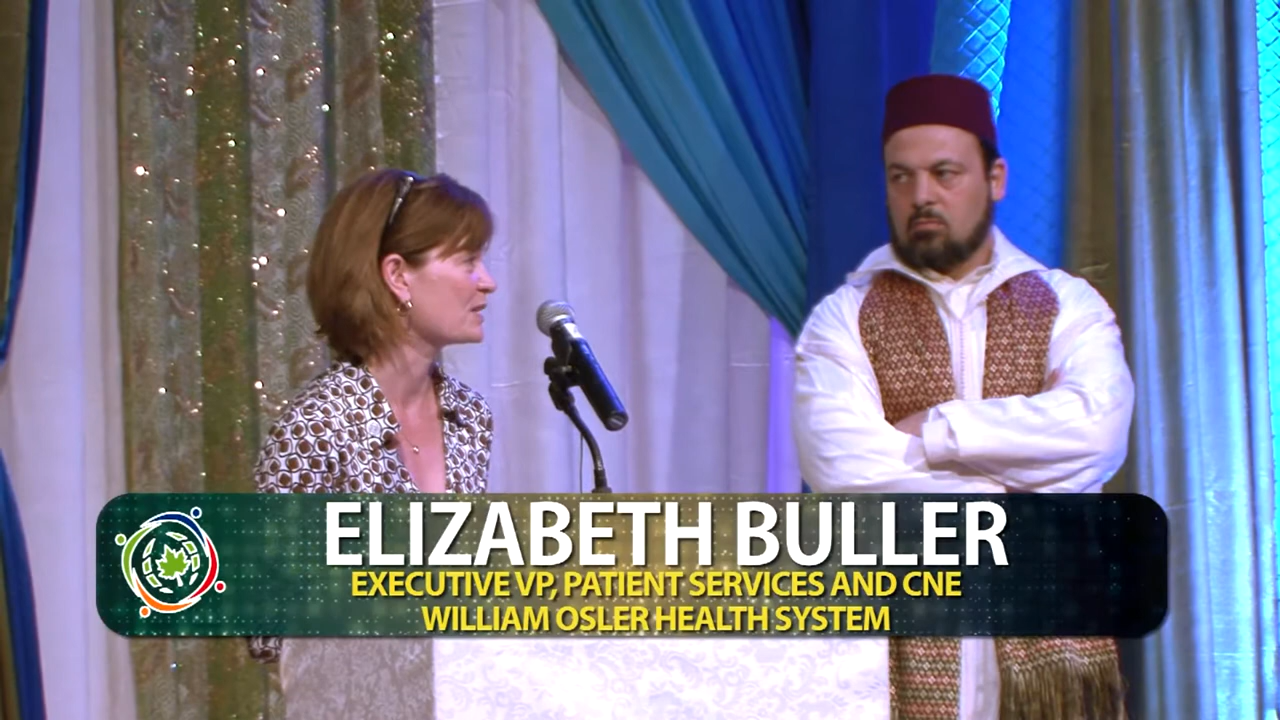 ELIZABETH BULLER
EXECUTIVE VP, PATIENT SERVICES AND CNE
WILLIAM OSLER HEALTH SYSTEM